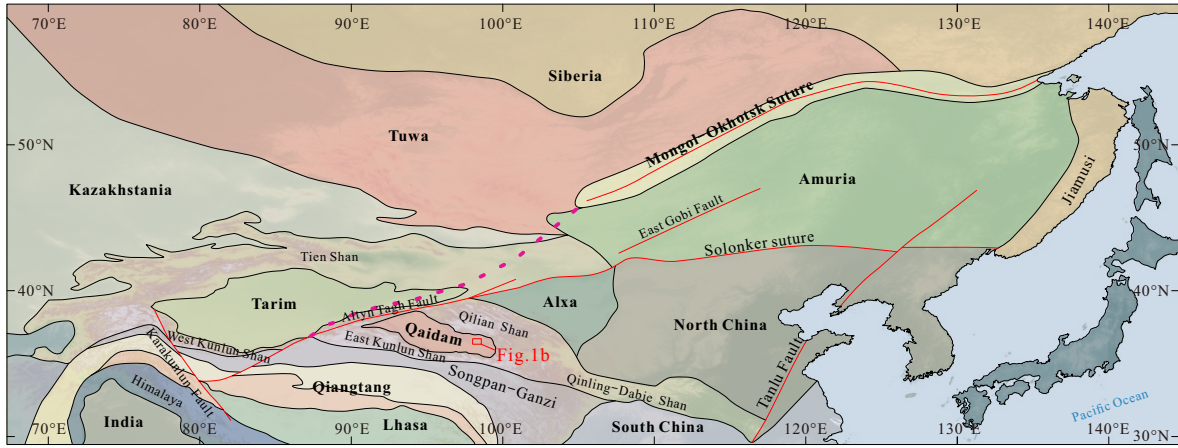 70°E 80°E 90°E 100°E 110°E 120°E 130°E 140°E
Siberia
Tuwa
Mongol-Okhotsk Suture
50°N
50°N
Kazakhstania
Amuria
Jiamusi
East Gobi Fault
Solonker suture
Tien Shan
40°N
40°N
Tarim
Altyn Tagh Fault
Alxa
North China
Qilian Shan
Qaidam
Fig.1b
West Kunlun Shan
East Kunlun Shan
Karakunlun Fault
Songpan-Ganzi
Qinling-Dabie Shan
Tanlu Fault
Himalaya
Qiangtang
India
Lhasa
South China
Pacific Ocean
70°E 80°E 90°E 100°E 110°E 120°E 130°E 140°E
30°N
30°N